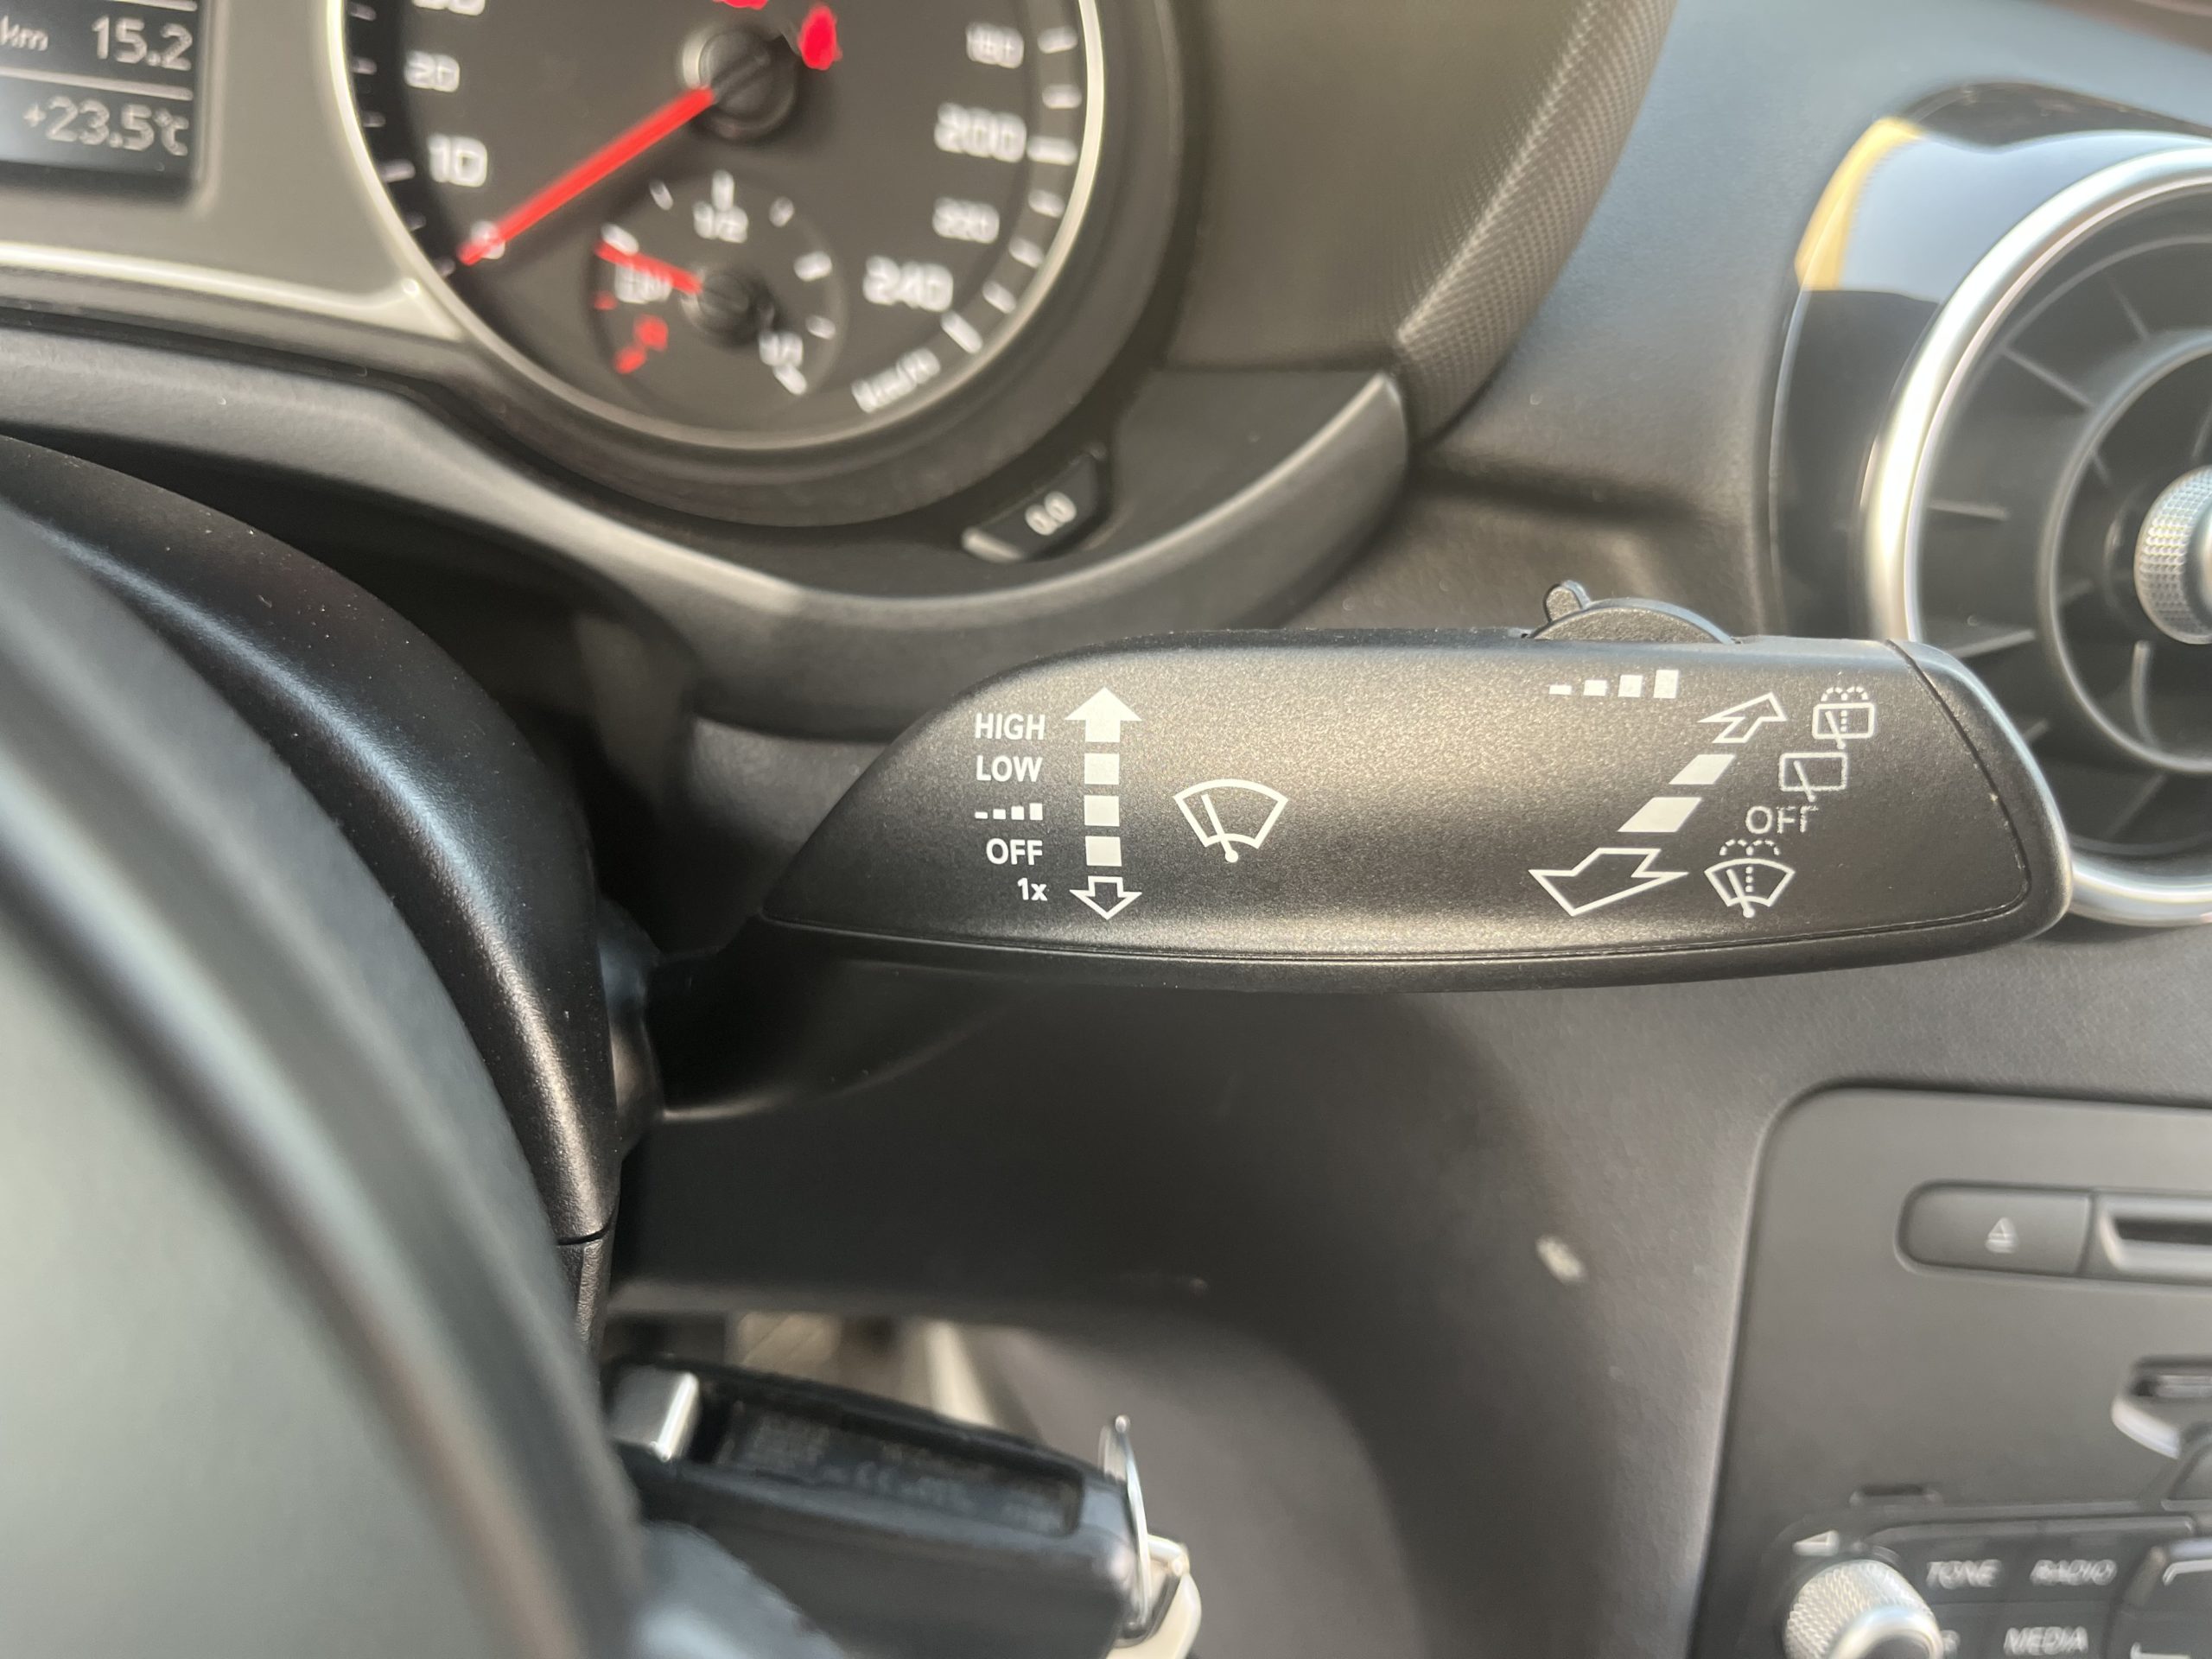 km 15.2
+23.5°C
20
10
0
1/2
180
200
220
240
km/h
0.0
HIGH
LOW
OFF
1x
OFF
TONE RADIO
MEDIA